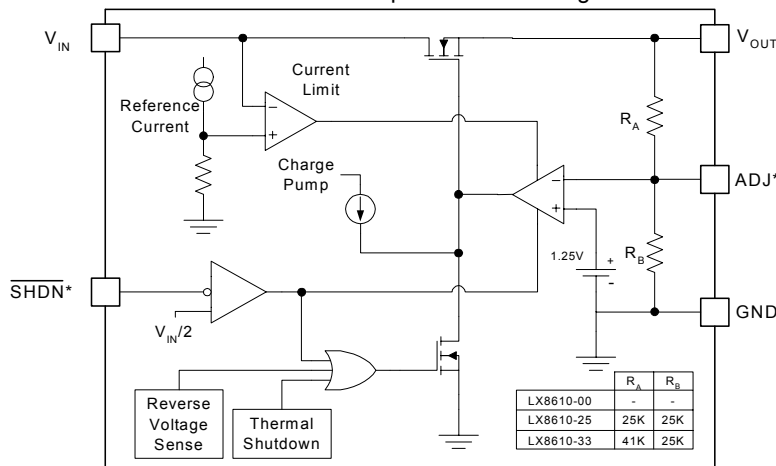 V_IN
V_OUT
Current
Limit
Reference
Current
−
+
R_A
Charge
Pump
−
+
ADJ*
1.25V
+
-
R_B
SHDN*
V_IN/2
GND
Reverse
Voltage
Sense
Thermal
Shutdown
R_A R_B
LX8610-00 - -
LX8610-25 25K 25K
LX8610-33 41K 25K